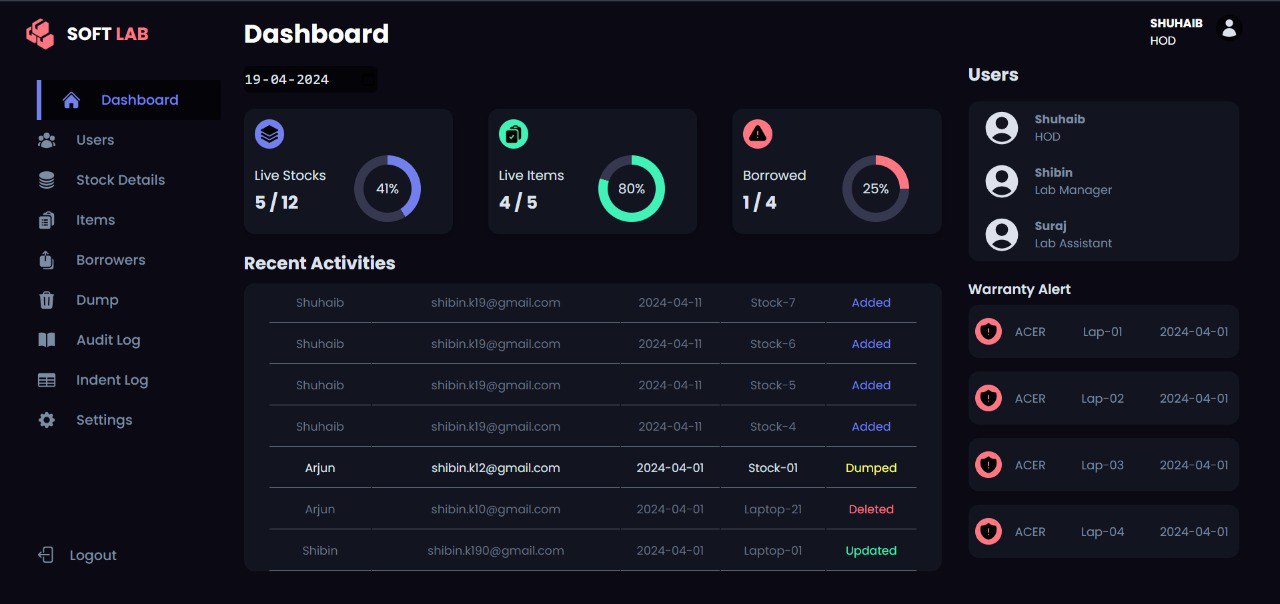 SOFT LAB
Dashboard
Users
Stock Details
Items
Borrowers
Dump
Audit Log
Indent Log
Settings
Logout
Dashboard
19-04-2024
Live Stocks
5 / 12
41%
Live Items
4 / 5
80%
Borrowed
1 / 4
25%
Recent Activities
Shuhaib shibin.k19@gmail.com 2024-04-11 Stock-7 Added
Shuhaib shibin.k19@gmail.com 2024-04-11 Stock-6 Added
Shuhaib shibin.k19@gmail.com 2024-04-11 Stock-5 Added
Shuhaib shibin.k19@gmail.com 2024-04-11 Stock-4 Added
Arjun shibin.k12@gmail.com 2024-04-01 Stock-01 Dumped
Arjun shibin.k10@gmail.com 2024-04-01 Laptop-21 Deleted
Shibin shibin.k190@gmail.com 2024-04-01 Laptop-01 Updated
SHUHAIB
HOD
Users
Shuhaib
HOD
Shibin
Lab Manager
Suraj
Lab Assistant
Warranty Alert
ACER Lap-01 2024-04-01
ACER Lap-02 2024-04-01
ACER Lap-03 2024-04-01
ACER Lap-04 2024-04-01